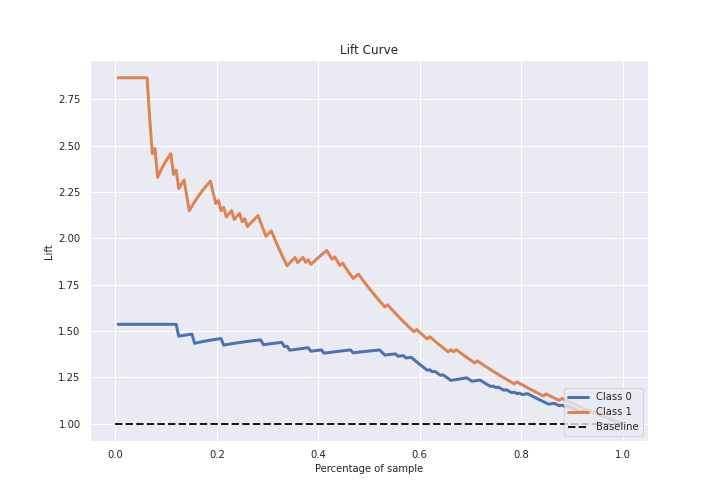 Lift Curve
Lift
2.75
2.50
2.25
2.00
1.75
1.50
1.25
1.00
0.0 0.2 0.4 0.6 0.8 1.0
Percentage of sample
Class 0
Class 1
Baseline